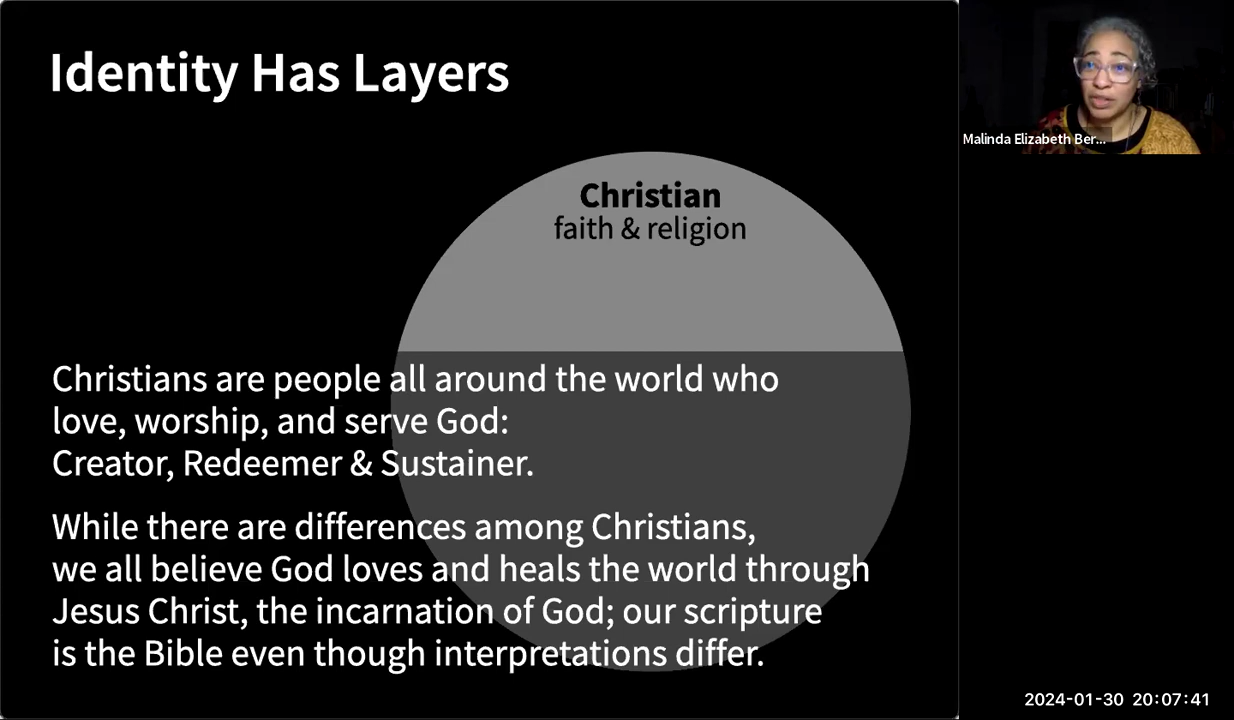 Identity Has Layers
Christian
faith & religion
Christians are people all around the world who
love, worship, and serve God:
Creator, Redeemer & Sustainer.
While there are differences among Christians,
we all believe God loves and heals the world through
Jesus Christ, the incarnation of God; our scripture
is the Bible even though interpretations differ.
Malinda Elizabeth Ber...
2024-01-30 20:07:41